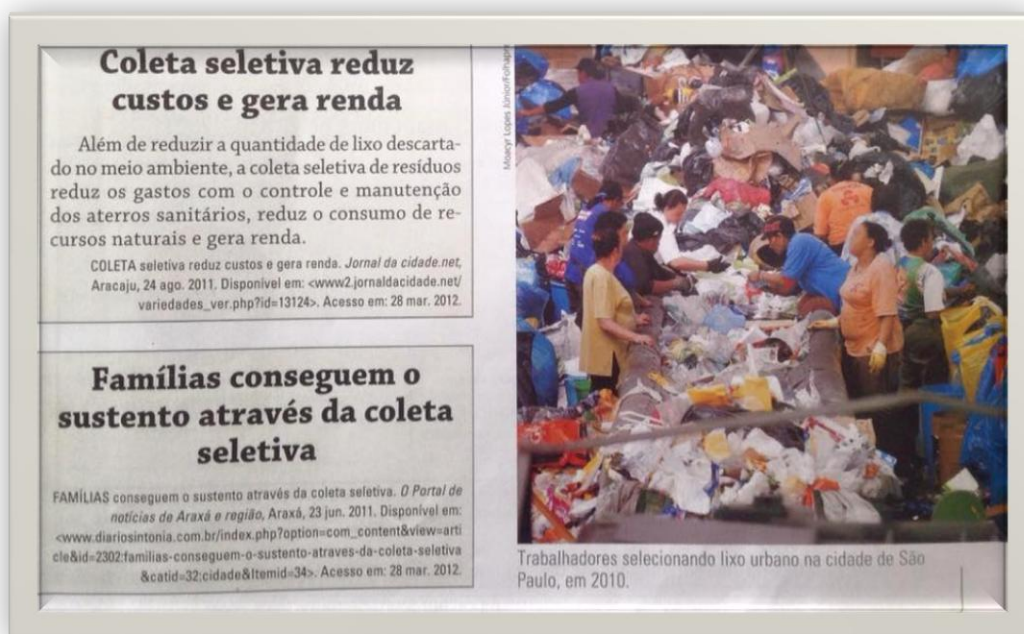 Coleta seletiva reduz
custos e gera renda
Além de reduzir a quantidade de lixo descarta-
do no meio ambiente, a coleta seletiva de resíduos
reduz os gastos com o controle e manutenção
dos aterros sanitários, reduz o consumo de re-
cursos naturais e gera renda.
COLETA seletiva reduz custos e gera renda. Jornal da cidade.net,
Aracaju, 24 ago. 2011. Disponível em: <www2.jornaldacidade.net/
variedades_ver.php?id=13124>. Acesso em: 28 mar. 2012.
Famílias conseguem o
sustento através da coleta
seletiva
FAMÍLIAS conseguem o sustento através da coleta seletiva. O Portal de
notícias de Araxá e região, Araxá, 23 jun. 2011. Disponível em:
<www.diariosintonia.com.br/index.php?option=com_content&view=arti
cle&id=2302:familias-conseguem-o-sustento-atraves-da-coleta-seletiva
&catid=32:cidade&Itemid=34>. Acesso em: 28 mar. 2012.
Moacyr Lopes Júnior/Folhapre
Trabalhadores selecionando lixo urbano na cidade de São
Paulo, em 2010.